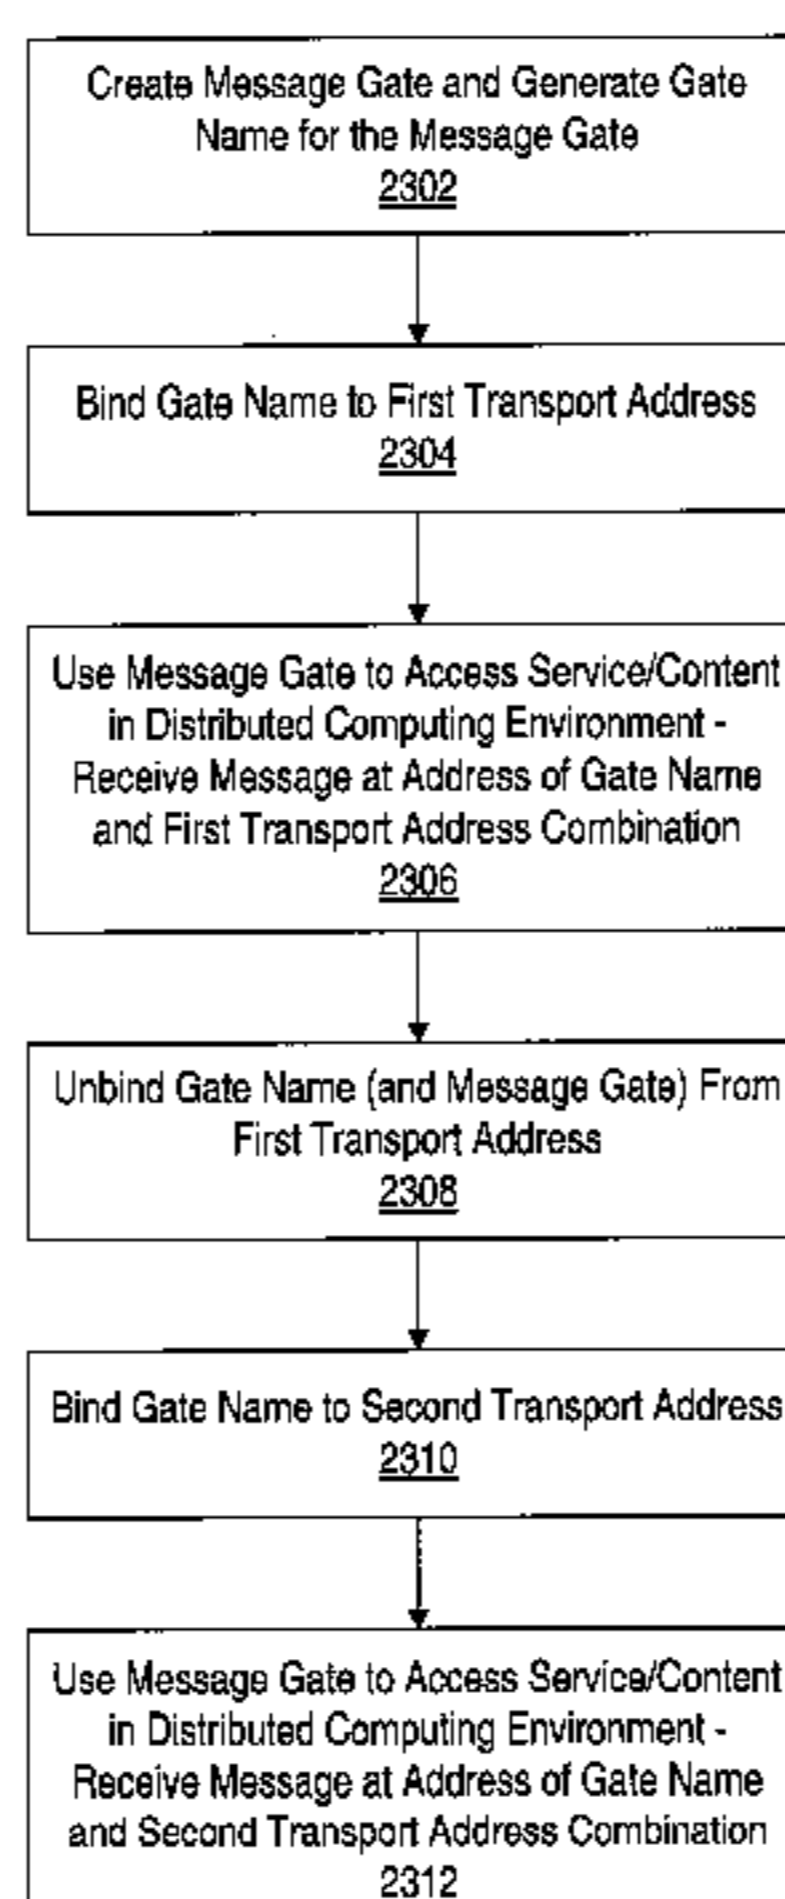 Create Message Gate and Generate Gate
Name for the Message Gate
2302
Bind Gate Name to First Transport Address
2304
Use Message Gate to Access Service/Content
in Distributed Computing Environment -
Receive Message at Address of Gate Name
and First Transport Address Combination
2306
Unbind Gate Name (and Message Gate) From
First Transport Address
2308
Bind Gate Name to Second Transport Address
2310
Use Message Gate to Access Service/Content
in Distributed Computing Environment -
Receive Message at Address of Gate Name
and Second Transport Address Combination
2312